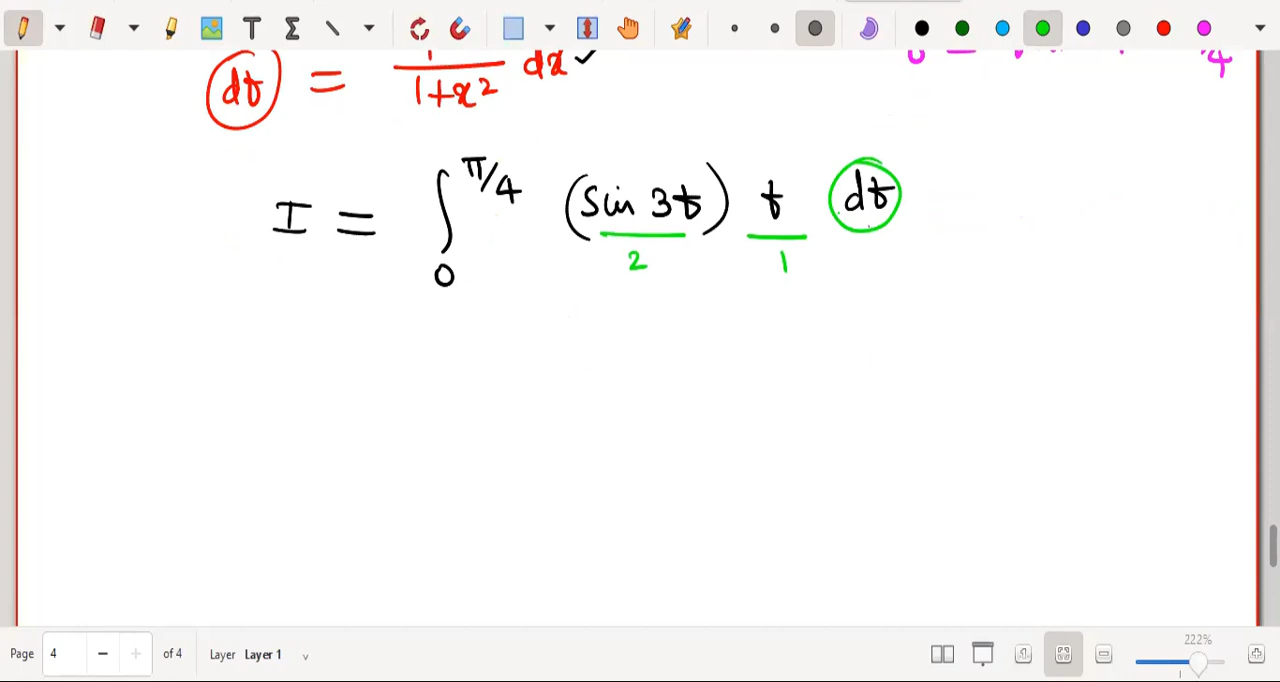 dt = 1/(1+x²) dx ✓
4
I = ∫₀^(π/4) (sin 3t) t dt
2 1
Page 4 of 4 Layer Layer 1 222%